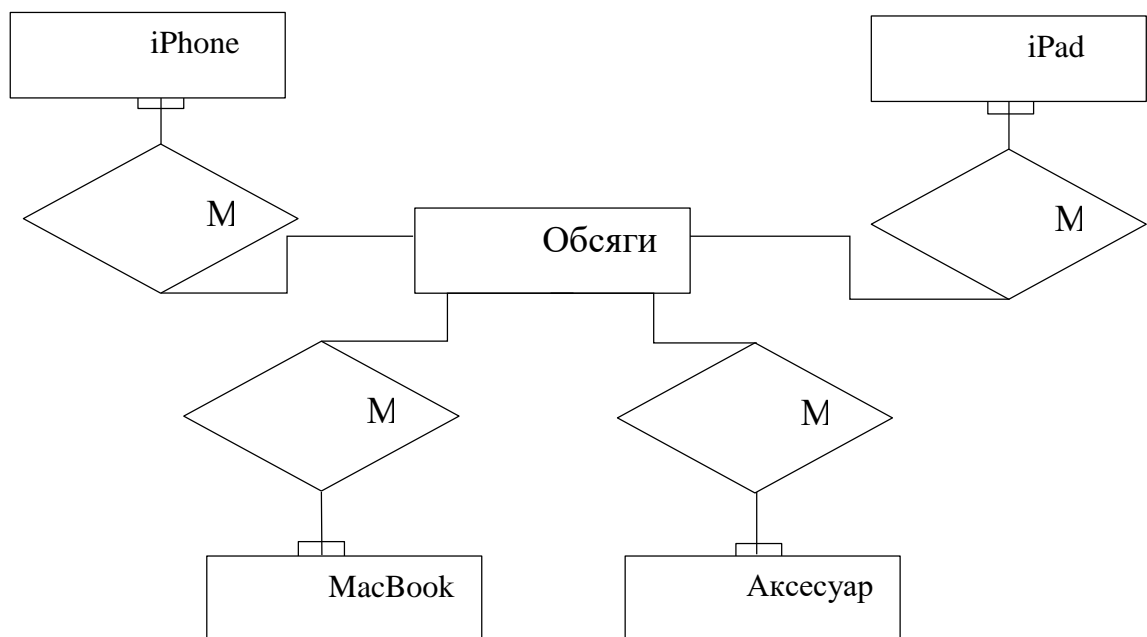 iPhone
iPad
М
М
Обсяги
М
М
MacBook
Аксесуар